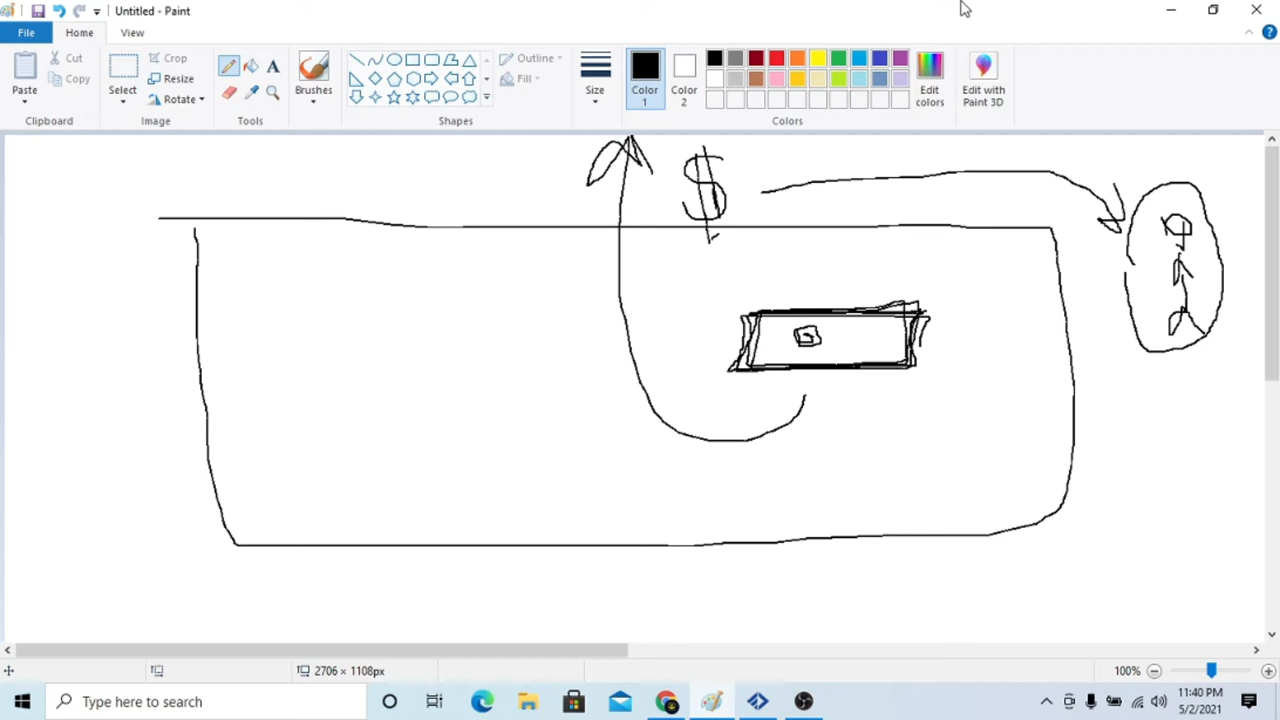 Untitled - Paint
File
Home
View
Paste
Cut
Copy
Clipboard
Select
Crop
Resize
Rotate
Image
A
Tools
Brushes
Shapes
Outline
Fill
Size
Color 1
Color 2
Colors
Edit colors
Edit with Paint 3D
$
2706 × 1108px
100%
Type here to search
11:40 PM
5/2/2021